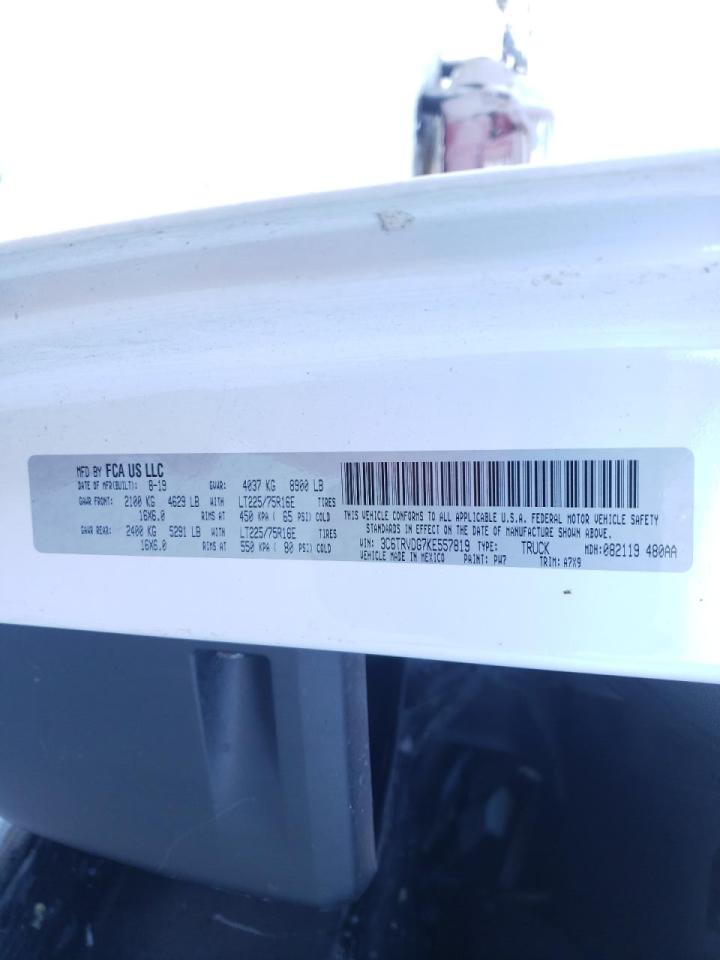 MFD BY FCA US LLC
DATE OF MFR(BUILT): 8-19 GVWR: 4037 KG 8900 LB
GAWR FRONT: 2100 KG 4629 LB WITH LT225/75R16E TIRES
16X6.0 RIMS AT 450 KPA ( 65 PSI) COLD
GAWR REAR: 2400 KG 5291 LB WITH LT225/75R16E TIRES
16X6.0 RIMS AT 550 KPA ( 80 PSI) COLD
THIS VEHICLE CONFORMS TO ALL APPLICABLE U.S.A. FEDERAL MOTOR VEHICLE SAFETY
STANDARDS IN EFFECT ON THE DATE OF MANUFACTURE SHOWN ABOVE.
VIN: 3C6TRVDG7KE557819 TYPE: TRUCK MDH: 082119 480AA
VEHICLE MADE IN MEXICO PAINT: PW7 TRIM: A7X9